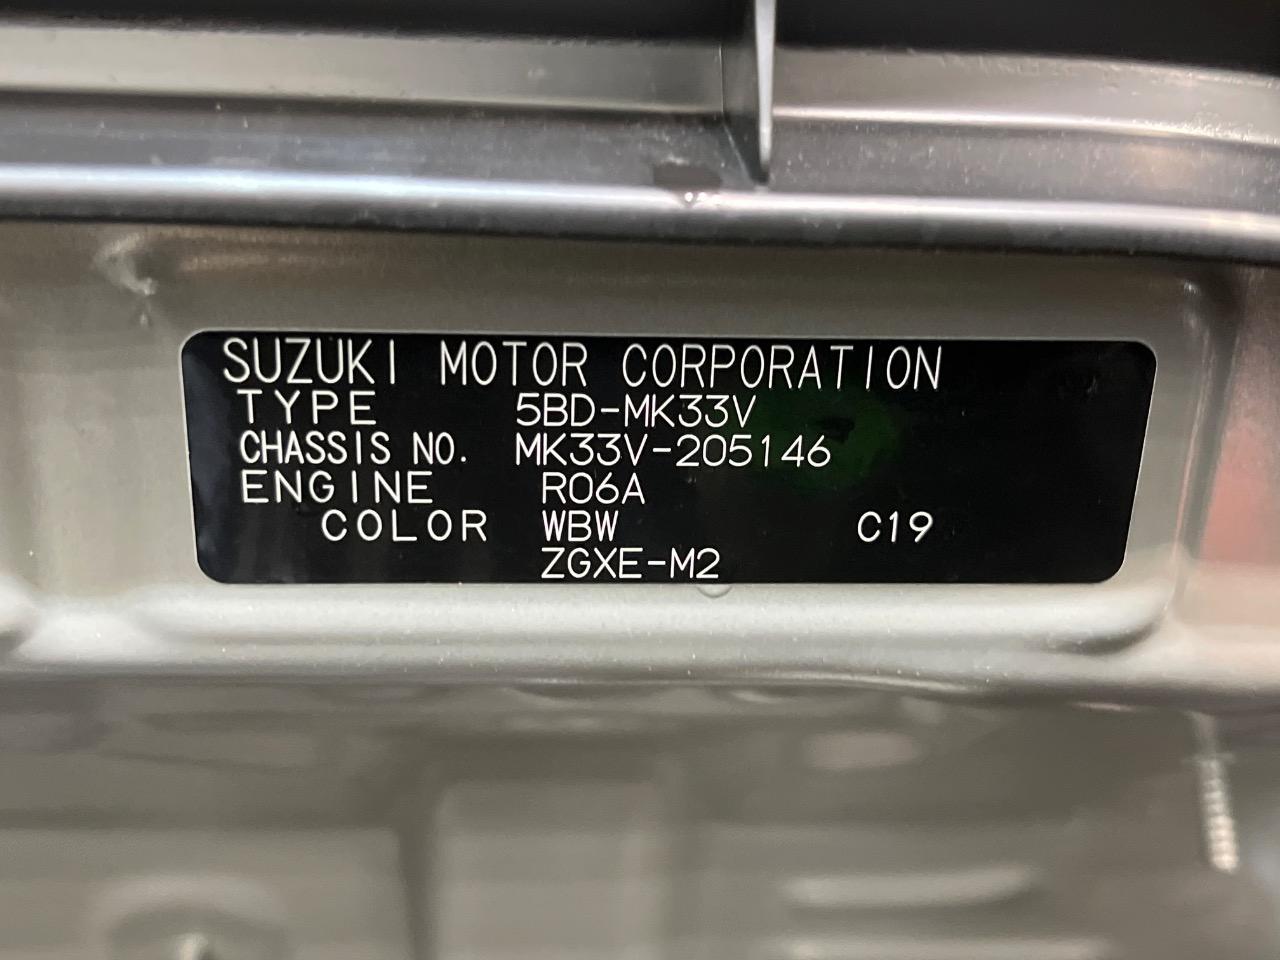 SUZUKI MOTOR CORPORATION
TYPE 5BD-MK33V
CHASSIS NO. MK33V-205146
ENGINE R06A
COLOR WBW C19
ZGXE-M2